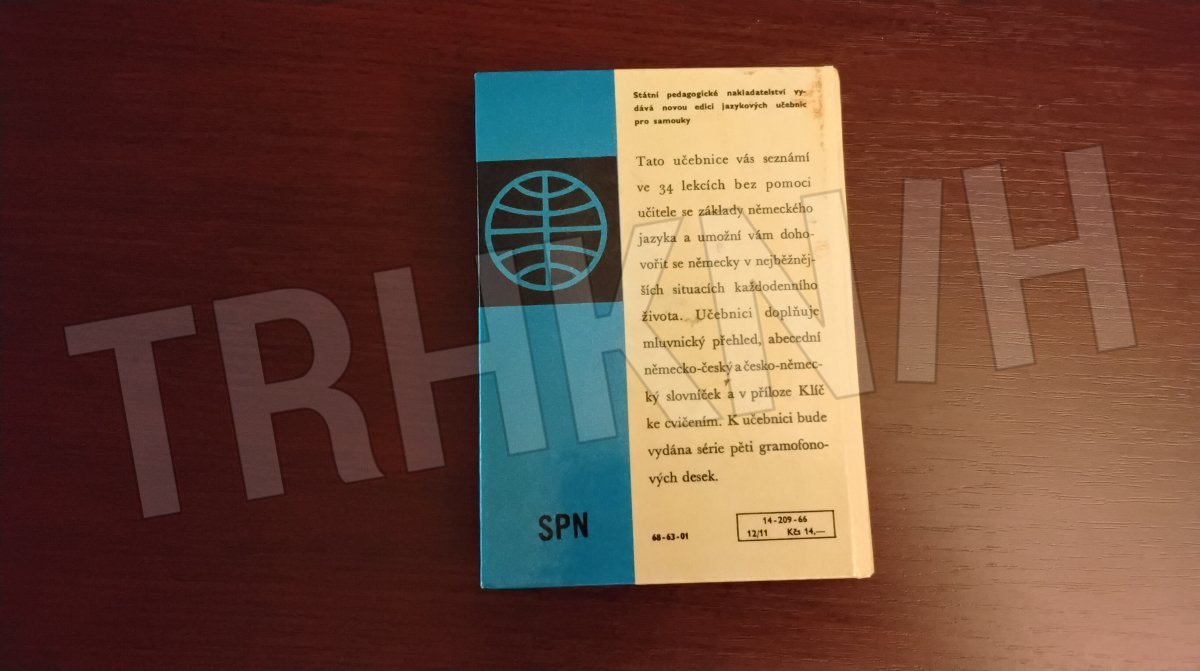 Státní pedagogické nakladatelství vy-
dává novou edici jazykových učebnic
pro samouky
Tato učebnice vás seznámí
ve 34 lekcích bez pomoci
učitele se základy německého
jazyka a umožní vám doho-
vořit se německy v nejběžněj-
ších situacích každodenního
života. Učebnici doplňuje
mluvnický přehled, abecední
německo-český a česko-němec-
ký slovníček a v příloze Klíč
ke cvičením. K učebnici bude
vydána série pěti gramofono-
vých desek.
SPN
68-63-01
14-209-66
12/11 Kčs 14,—
TRHKNIH